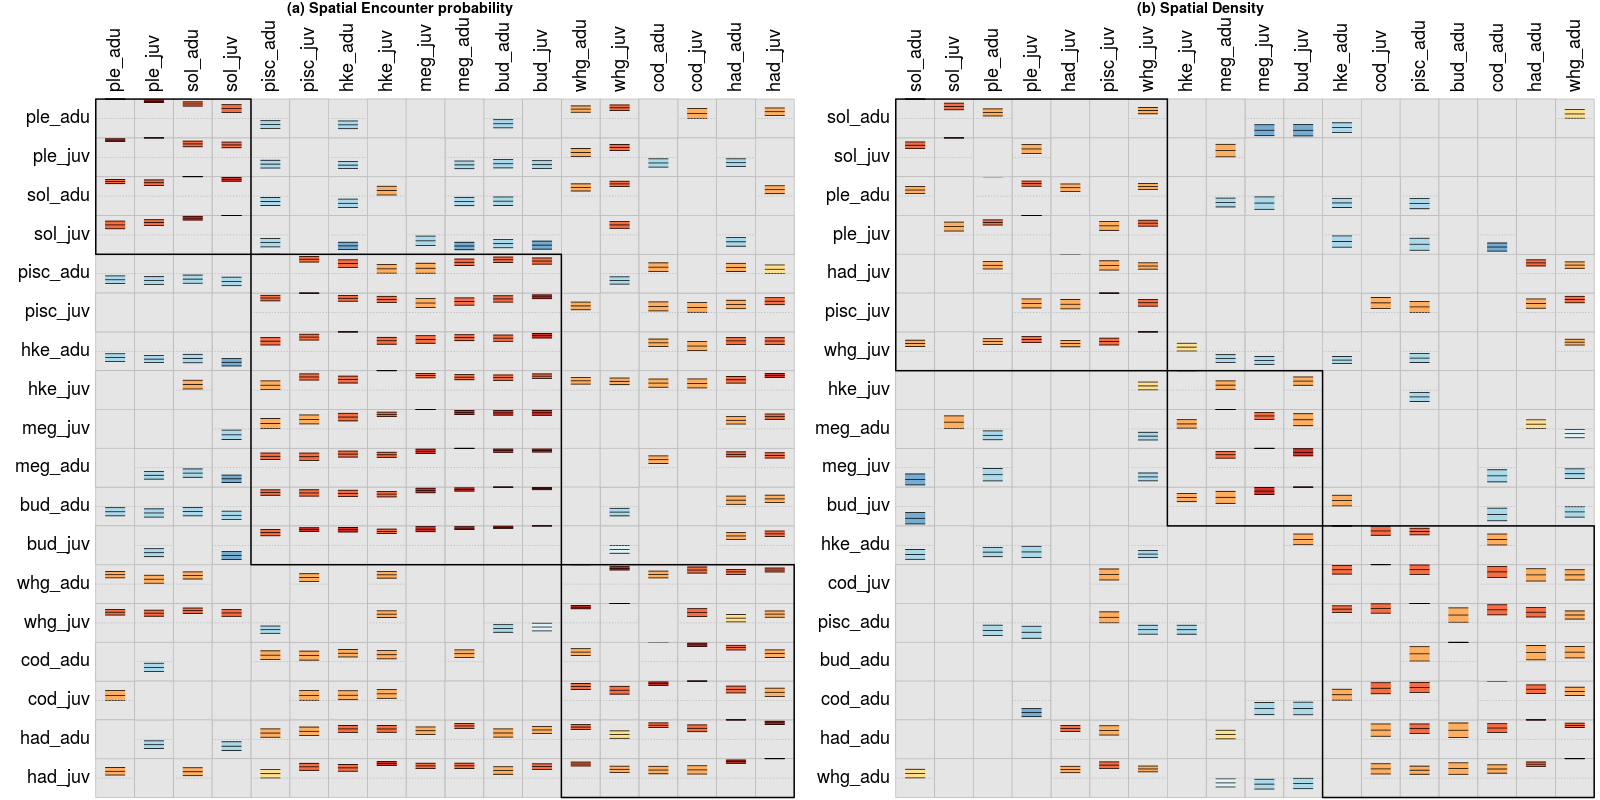 (a) Spatial Encounter probability
ple_adu
ple_juv
sol_adu
sol_juv
pisc_adu
pisc_juv
hke_adu
hke_juv
meg_juv
meg_adu
bud_adu
bud_juv
whg_adu
whg_juv
cod_adu
cod_juv
had_adu
had_juv
ple_adu
ple_juv
sol_adu
sol_juv
pisc_adu
pisc_juv
hke_adu
hke_juv
meg_juv
meg_adu
bud_adu
bud_juv
whg_adu
whg_juv
cod_adu
cod_juv
had_adu
had_juv
(b) Spatial Density
sol_adu
sol_juv
ple_adu
ple_juv
had_juv
pisc_juv
whg_juv
hke_juv
meg_adu
meg_juv
bud_juv
hke_adu
cod_juv
pisc_adu
bud_adu
cod_adu
had_adu
whg_adu
sol_adu
sol_juv
ple_adu
ple_juv
had_juv
pisc_juv
whg_juv
hke_juv
meg_adu
meg_juv
bud_juv
hke_adu
cod_juv
pisc_adu
bud_adu
cod_adu
had_adu
whg_adu